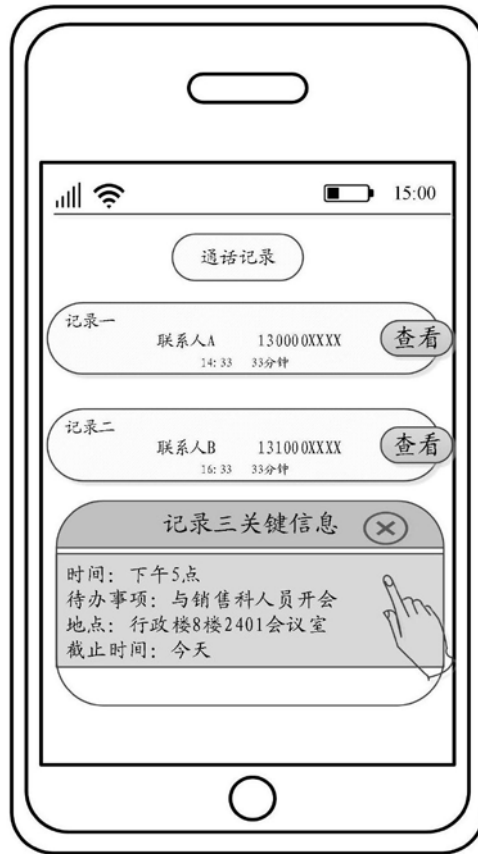 15:00
通话记录
记录一
联系人A 130000XXXX
查看
14:33 33分钟
记录二
联系人B 131000XXXX
查看
16:33 33分钟
记录三关键信息
时间：下午5点
待办事项：与销售科人员开会
地点：行政楼8楼2401会议室
截止时间：今天